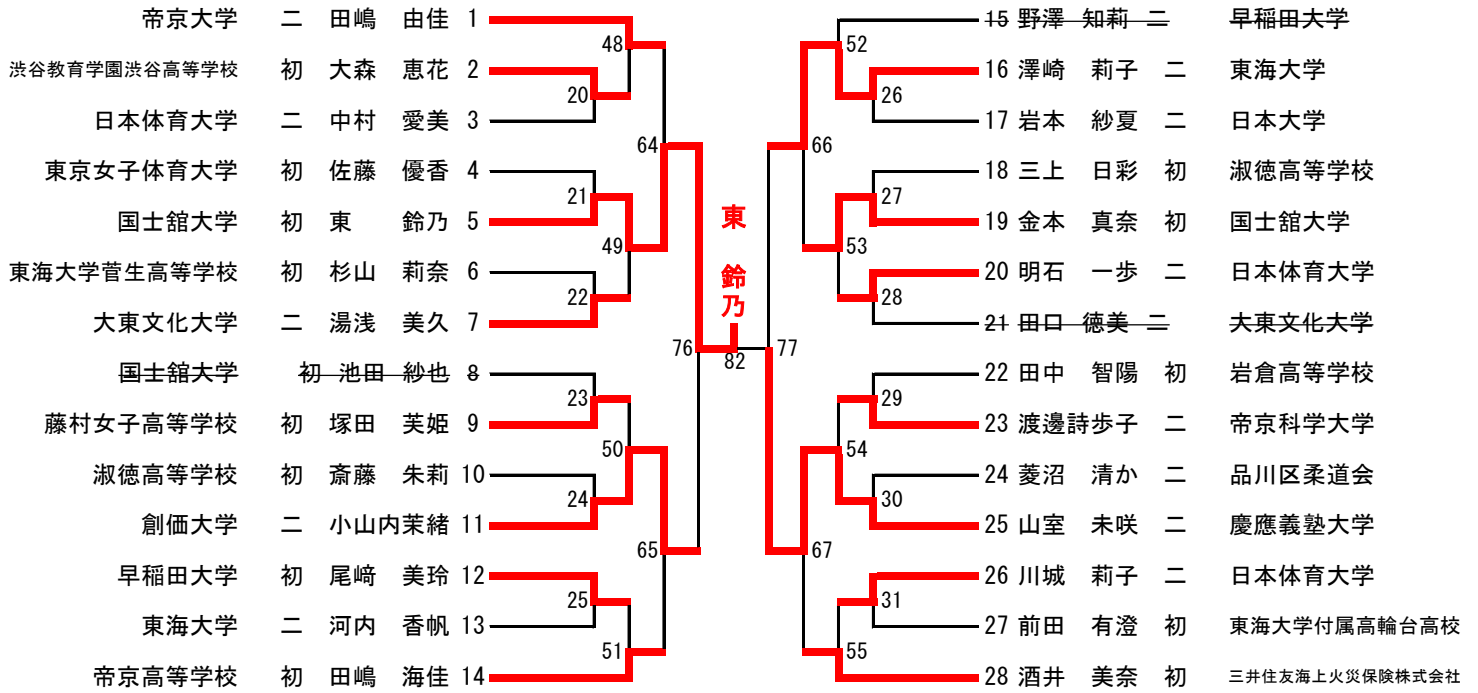 帝京大学 二 田嶋 由佳 1
渋谷教育学園渋谷高等学校 初 大森 恵花 2
日本体育大学 二 中村 愛美 3
東京女子体育大学 初 佐藤 優香 4
国士舘大学 初 東 鈴乃 5
東海大学菅生高等学校 初 杉山 莉奈 6
大東文化大学 二 湯浅 美久 7
国士舘大学 初 池田 紗也 8
藤村女子高等学校 初 塚田 芙姫 9
淑徳高等学校 初 斎藤 朱莉 10
創価大学 二 小山内茉緒 11
早稲田大学 初 尾﨑 美玲 12
東海大学 二 河内 香帆 13
帝京高等学校 初 田嶋 海佳 14
48
20
64
21
49
22
76
23
50
24
65
25
51
東 鈴乃
82
52
26
66
27
53
28
77
29
54
30
67
31
55
15 野澤 知莉 二 早稲田大学
16 澤崎 莉子 二 東海大学
17 岩本 紗夏 二 日本大学
18 三上 日彩 初 淑徳高等学校
19 金本 真奈 初 国士舘大学
20 明石 一歩 二 日本体育大学
21 田口 徳美 二 大東文化大学
22 田中 智陽 初 岩倉高等学校
23 渡邊詩歩子 二 帝京科学大学
24 菱沼 清か 二 品川区柔道会
25 山室 未咲 二 慶應義塾大学
26 川城 莉子 二 日本体育大学
27 前田 有澄 初 東海大学付属高輪台高校
28 酒井 美奈 初 三井住友海上火災保険株式会社